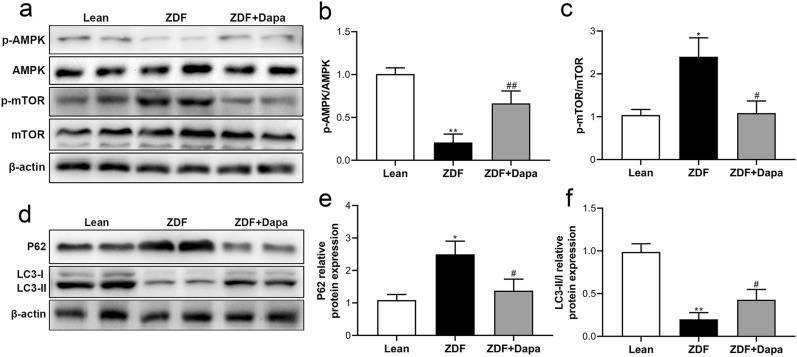 a
Lean ZDF ZDF+Dapa
p-AMPK
AMPK
p-mTOR
mTOR
β-actin
b
p-AMPK/AMPK
1.5
1.0
0.5
0.0
**
##
Lean ZDF ZDF+Dapa
c
p-mTOR/mTOR
3
2
1
0
*
#
Lean ZDF ZDF+Dapa
d
Lean ZDF ZDF+Dapa
P62
LC3-I
LC3-II
β-actin
e
P62 relative
protein expression
4
3
2
1
0
*
#
Lean ZDF ZDF+Dapa
f
LC3-II/I relative
protein expression
1.5
1.0
0.5
0.0
**
#
Lean ZDF ZDF+Dapa